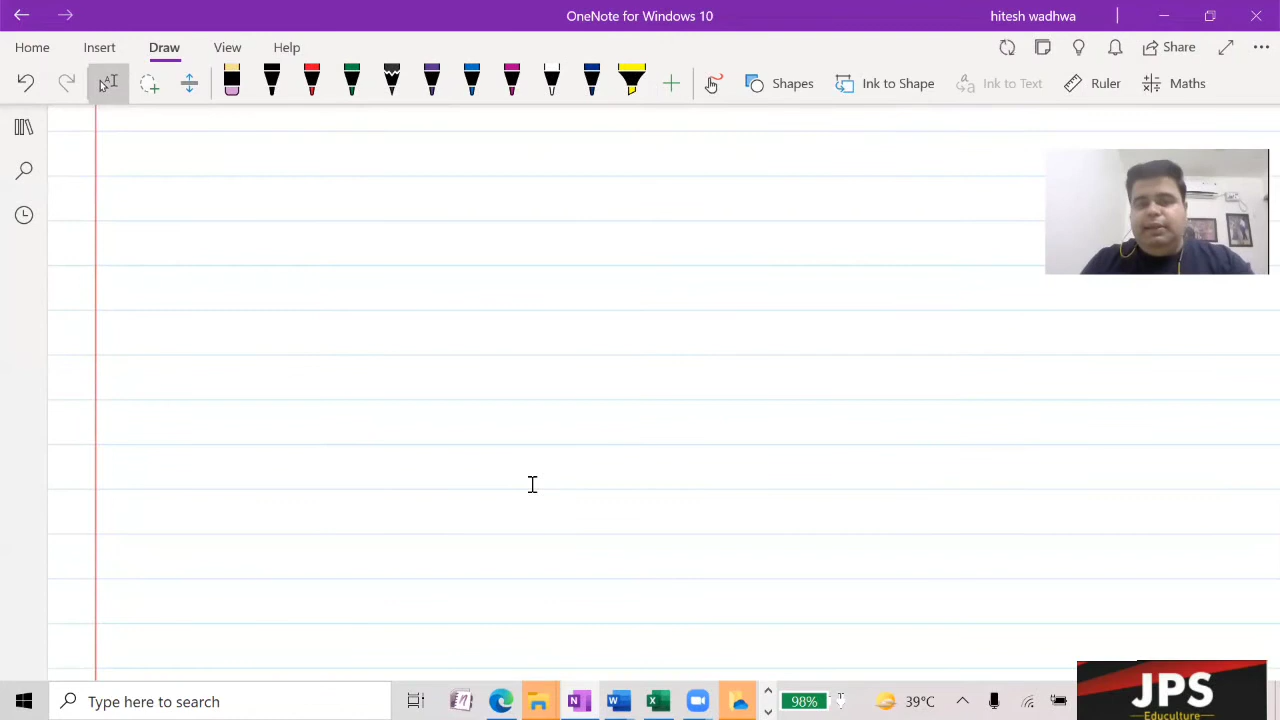 OneNote for Windows 10
hitesh wadhwa
Home Insert Draw View Help
Share
Shapes
Ink to Shape
Ink to Text
Ruler
Maths
Type here to search
98%
39°C
JPS
Educulture